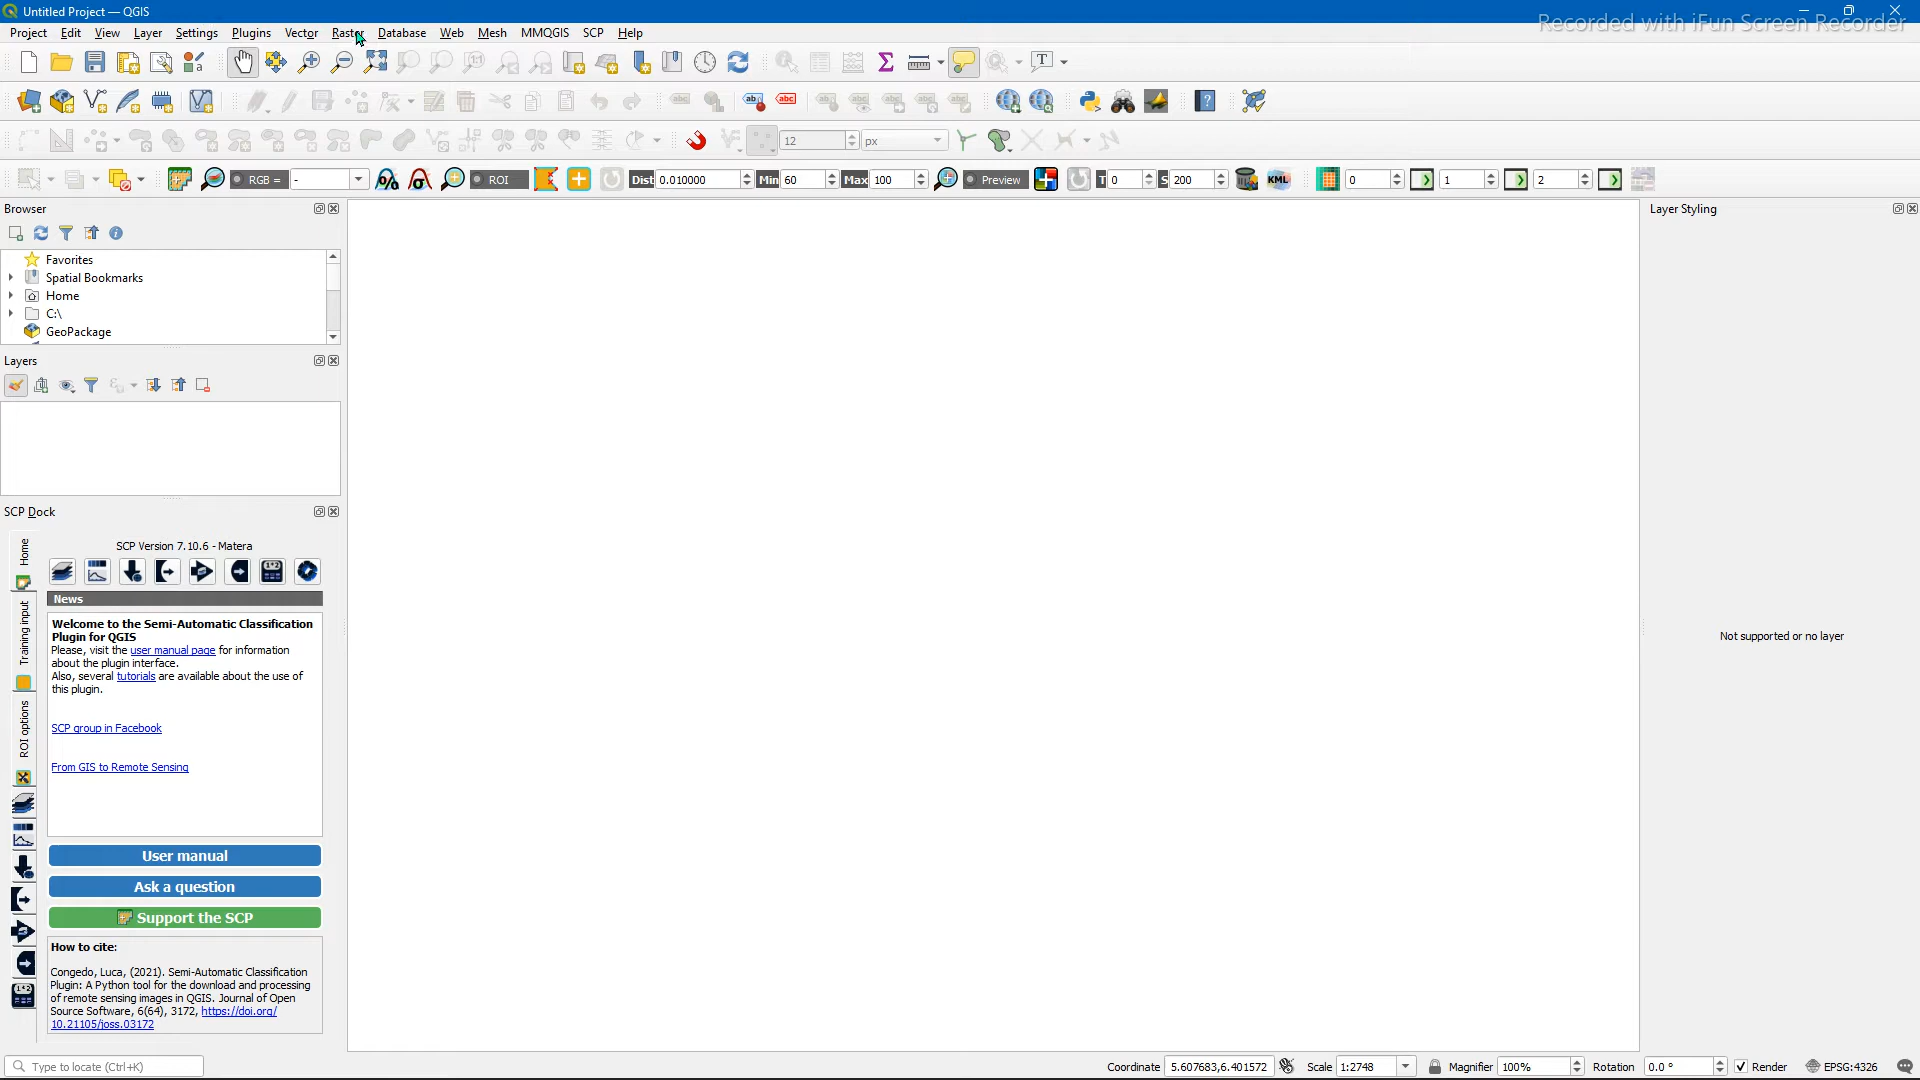 Untitled Project — QGIS
Recorded with iFun Screen Recorder
Project Edit View Layer Settings Plugins Vector Raster Database Web Mesh MMQGIS SCP Help
abc abc
12 px
RGB = - ROI Dist 0.010000 Min 60 Max 100 Preview T 0 S 200 KML 0 1 2
Browser
Layer Styling
Favorites
Spatial Bookmarks
Home
C:\
GeoPackage
Layers
SCP Dock
Home
Training input
ROI options
SCP Version 7.10.6 - Matera
News
Welcome to the Semi-Automatic Classification
Plugin for QGIS
Please, visit the user manual page for information
about the plugin interface.
Also, several tutorials are available about the use of
this plugin.
SCP group in Facebook
From GIS to Remote Sensing
Not supported or no layer
User manual
Ask a question
Support the SCP
How to cite:
Congedo, Luca, (2021). Semi-Automatic Classification
Plugin: A Python tool for the download and processing
of remote sensing images in QGIS. Journal of Open
Source Software, 6(64), 3172, https://doi.org/
10.21105/joss.03172
Type to locate (Ctrl+K)
Coordinate 5.607683,6.401572 Scale 1:2748 Magnifier 100% Rotation 0.0 ° Render EPSG:4326